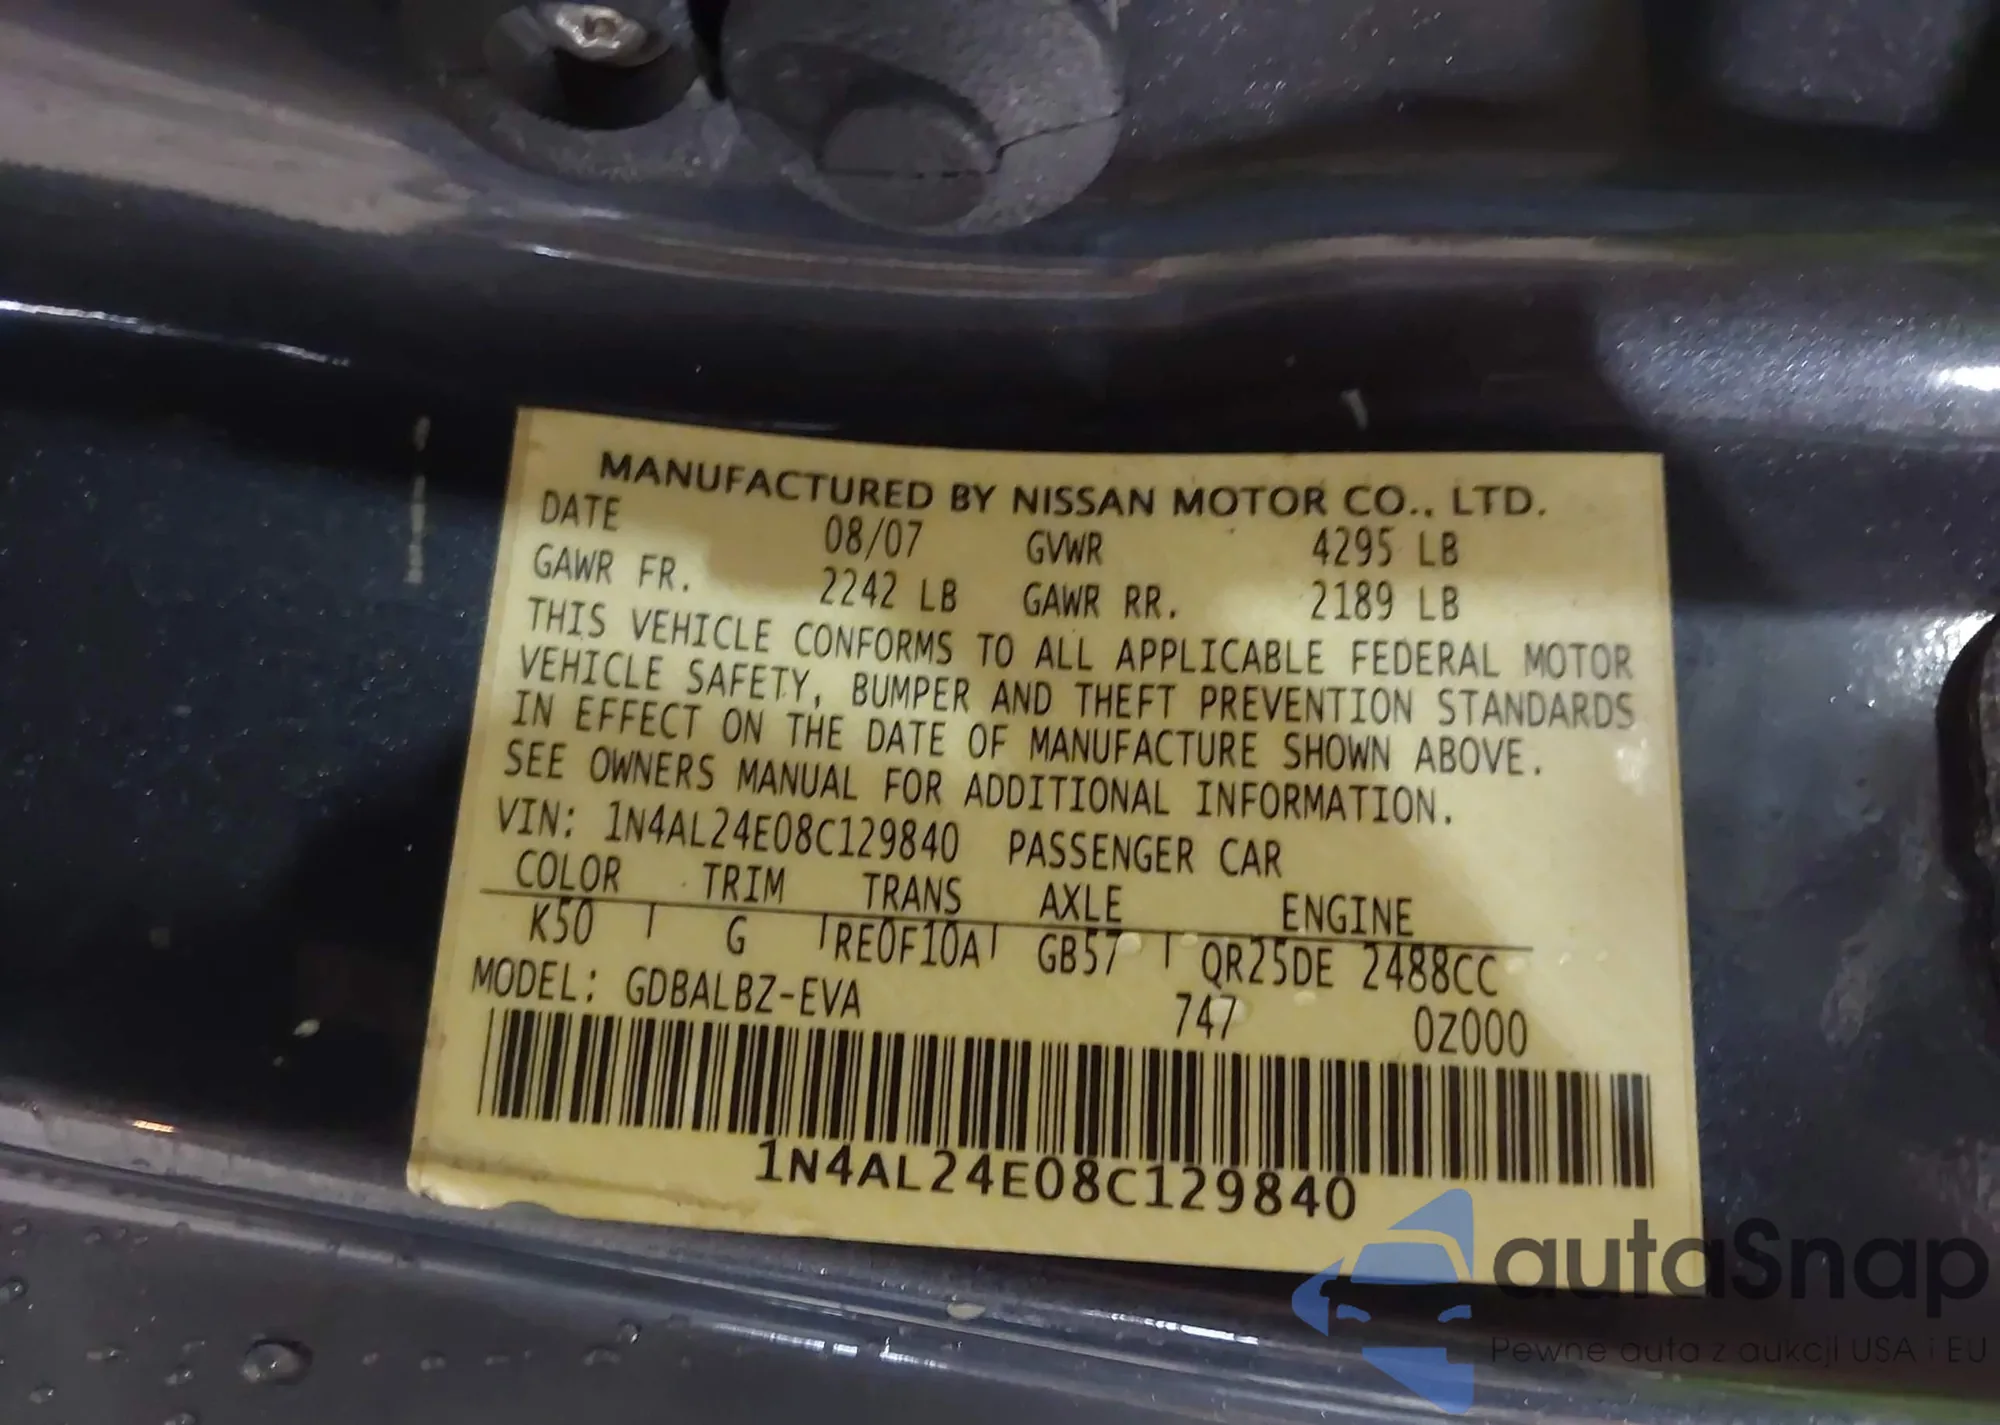 MANUFACTURED BY NISSAN MOTOR CO., LTD.
DATE 08/07 GVWR 4295 LB
GAWR FR. 2242 LB GAWR RR. 2189 LB
THIS VEHICLE CONFORMS TO ALL APPLICABLE FEDERAL MOTOR
VEHICLE SAFETY, BUMPER AND THEFT PREVENTION STANDARDS
IN EFFECT ON THE DATE OF MANUFACTURE SHOWN ABOVE.
SEE OWNERS MANUAL FOR ADDITIONAL INFORMATION.
VIN: 1N4AL24E08C129840 PASSENGER CAR
COLOR TRIM TRANS AXLE ENGINE
K50 G RE0F10A GB57 QR25DE 2488CC
MODEL: GDBALBZ-EVA 747 0Z000
1N4AL24E08C129840
autaSnap
Pewne auta z aukcji USA i EU